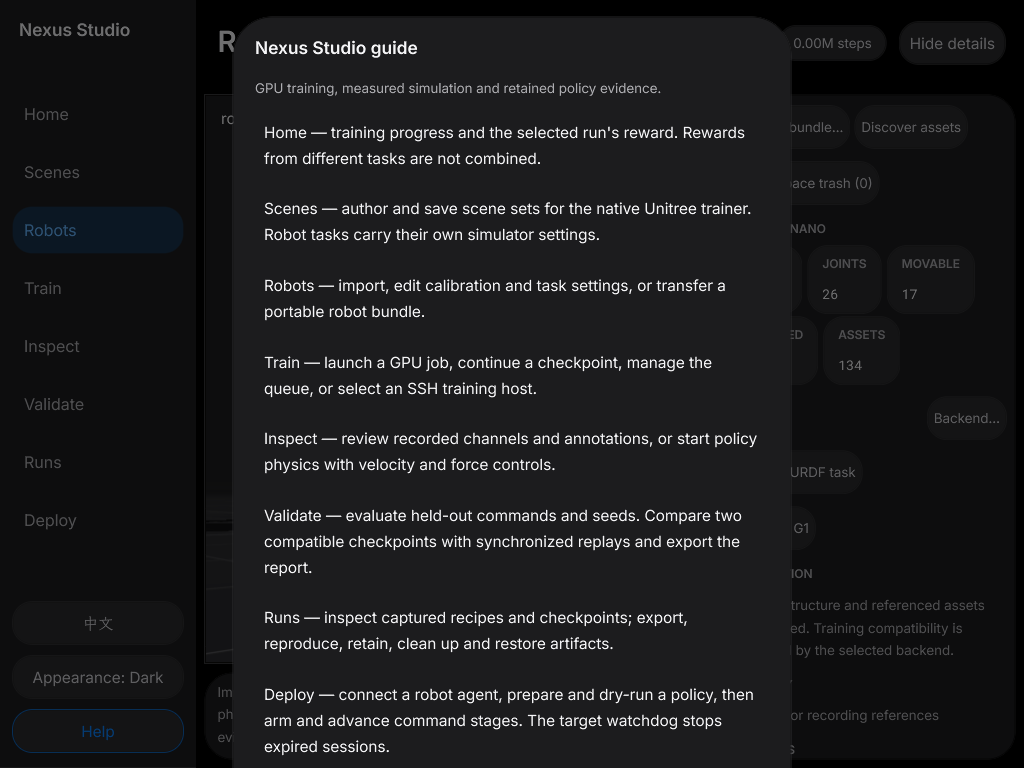 Nexus Studio
Home
Scenes
Robots
Train
Inspect
Validate
Runs
Deploy
中文
Appearance: Dark
Help
Nexus Studio guide
GPU training, measured simulation and retained policy evidence.
Home — training progress and the selected run's reward. Rewards
from different tasks are not combined.
Scenes — author and save scene sets for the native Unitree trainer.
Robot tasks carry their own simulator settings.
Robots — import, edit calibration and task settings, or transfer a
portable robot bundle.
Train — launch a GPU job, continue a checkpoint, manage the
queue, or select an SSH training host.
Inspect — review recorded channels and annotations, or start policy
physics with velocity and force controls.
Validate — evaluate held-out commands and seeds. Compare two
compatible checkpoints with synchronized replays and export the
report.
Runs — inspect captured recipes and checkpoints; export,
reproduce, retain, clean up and restore artifacts.
Deploy — connect a robot agent, prepare and dry-run a policy, then
arm and advance command stages. The target watchdog stops
expired sessions.
0.00M steps
Hide details
bundle...
Discover assets
trash (0)
NANO
JOINTS
26
MOVABLE
17
ASSETS
134
Backend...
URDF task
G1
and referenced assets
Training compatibility is
by the selected backend.
or recording references